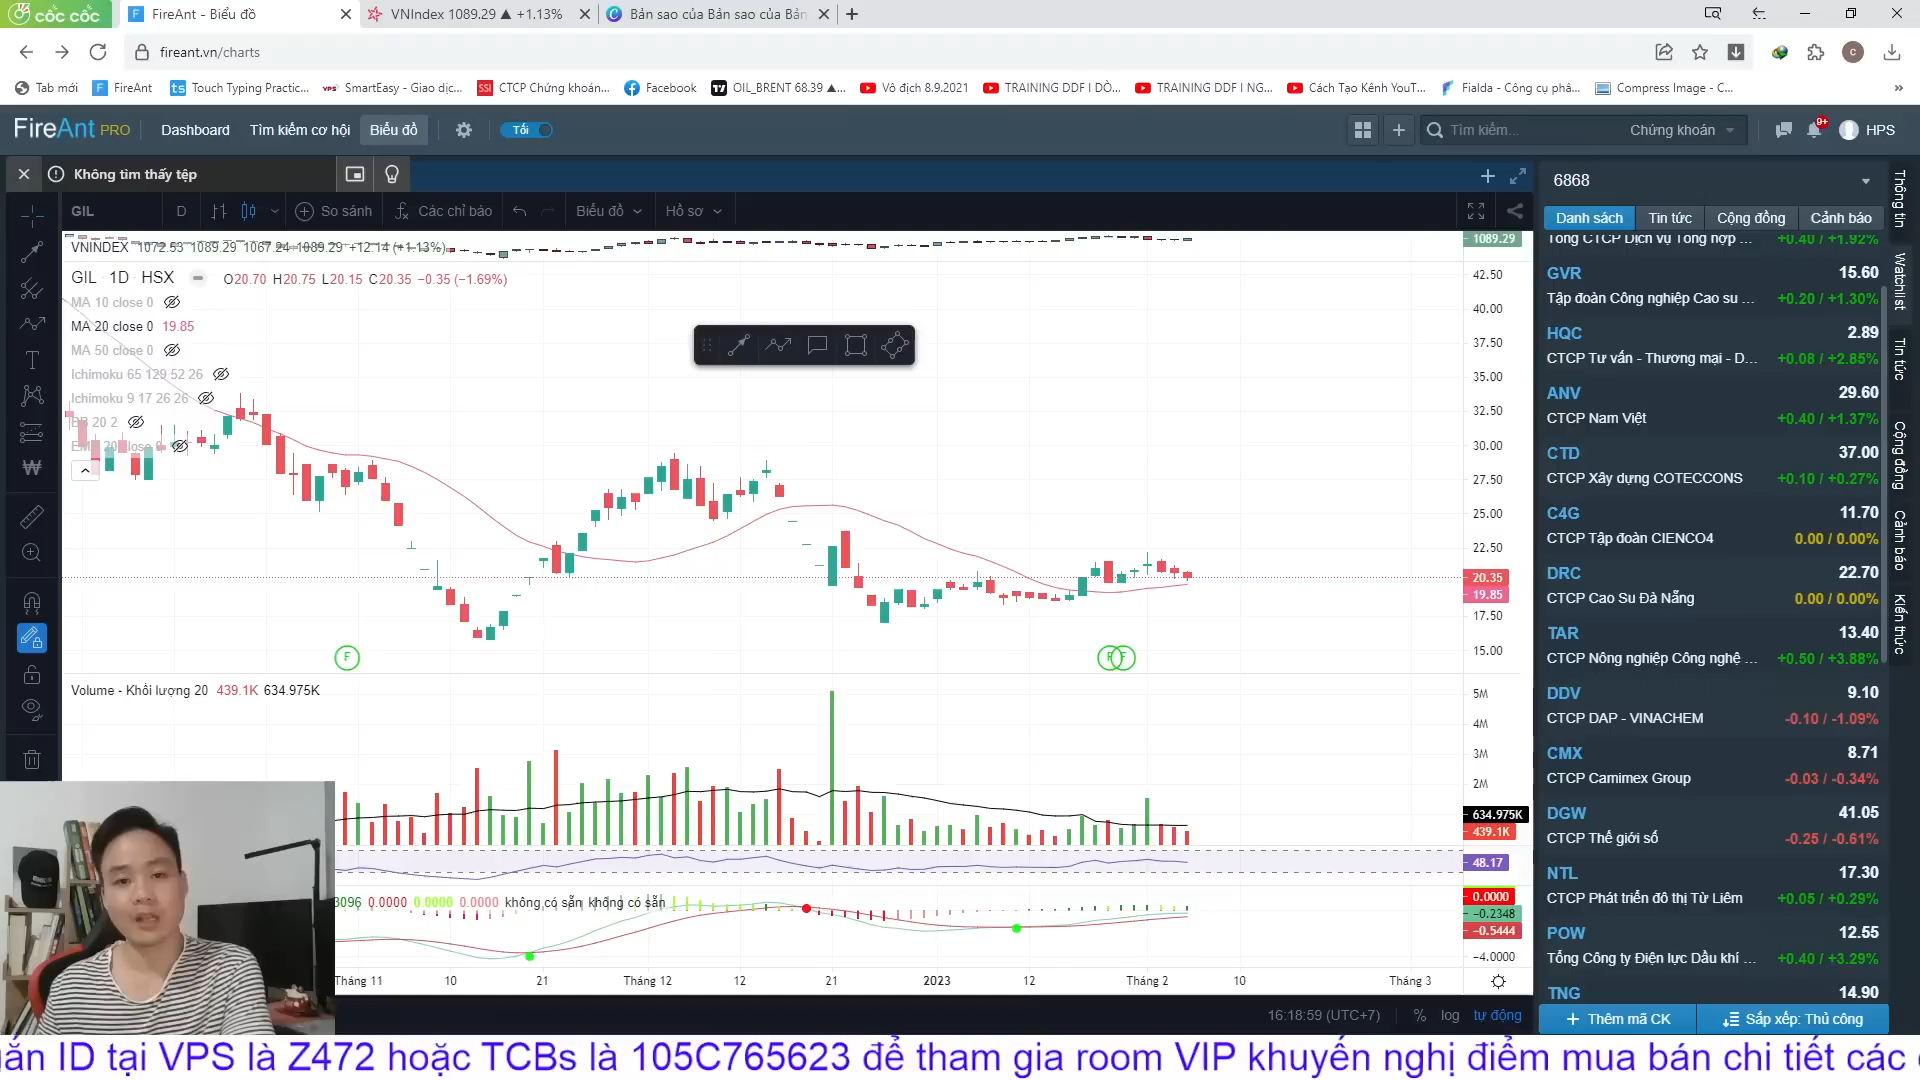 cốc cốc
FireAnt - Biểu đồ
VNIndex 1089.29 ▲ +1.13%
Bản sao của Bản sao của Bản
fireant.vn/charts
C
Tab mới
FireAnt
Touch Typing Practic...
SmartEasy - Giao dịc...
CTCP Chứng khoán...
Facebook
OIL_BRENT 68.39 ▲...
Vô địch 8.9.2021
TRAINING DDF I DÒ...
TRAINING DDF I NG...
Cách Tạo Kênh YouT...
Fialda - Công cụ phâ...
Compress Image - C...
FireAnt PRO
Dashboard
Tìm kiếm cơ hội
Biểu đồ
Tối
Tìm kiếm...
Chứng khoán
9+
HPS
Không tìm thấy tệp
GIL
D
So sánh
Các chỉ báo
Biểu đồ
Hồ sơ
VNINDEX 1072.53 1089.29 1067.24 1089.29 +12.14 (+1.13%)
GIL 1D HSX O20.70 H20.75 L20.15 C20.35 −0.35 (−1.69%)
MA 10 close 0
MA 20 close 0 19.85
MA 50 close 0
Ichimoku 65 129 52 26
Ichimoku 9 17 26 26
BB 20 2
EMA 20 close 0
1089.29
42.50
40.00
37.50
35.00
32.50
30.00
27.50
25.00
22.50
20.35
19.85
17.50
15.00
F
F
F
Volume - Khối lượng 20 439.1K 634.975K
5M
4M
3M
2M
634.975K
439.1K
48.17
3096 0.0000 0.0000 0.0000 không có sẵn không có sẵn
0.0000
−0.2348
−0.5444
−4.0000
Tháng 11
10
21
Tháng 12
12
21
2023
12
Tháng 2
10
Tháng 3
16:18:59 (UTC+7)
%
log
tự động
6868
Danh sách
Tin tức
Cộng đồng
Cảnh báo
Tổng CTCP Dịch vụ Tổng hợp ... +0.40 / +1.92%
GVR 15.60
Tập đoàn Công nghiệp Cao su ... +0.20 / +1.30%
HQC 2.89
CTCP Tư vấn - Thương mại - D... +0.08 / +2.85%
ANV 29.60
CTCP Nam Việt +0.40 / +1.37%
CTD 37.00
CTCP Xây dựng COTECCONS +0.10 / +0.27%
C4G 11.70
CTCP Tập đoàn CIENCO4 0.00 / 0.00%
DRC 22.70
CTCP Cao Su Đà Nẵng 0.00 / 0.00%
TAR 13.40
CTCP Nông nghiệp Công nghệ ... +0.50 / +3.88%
DDV 9.10
CTCP DAP - VINACHEM -0.10 / -1.09%
CMX 8.71
CTCP Camimex Group -0.03 / -0.34%
DGW 41.05
CTCP Thế giới số -0.25 / -0.61%
NTL 17.30
CTCP Phát triển đô thị Từ Liêm +0.05 / +0.29%
POW 12.55
Tổng Công ty Điện lực Dầu khí ... +0.40 / +3.29%
TNG 14.90
Thêm mã CK
Sắp xếp: Thủ công
Thông tin
Watchlist
Tin tức
Cộng đồng
Cảnh báo
Kiến thức
gắn ID tại VPS là Z472 hoặc TCBs là 105C765623 để tham gia room VIP khuyến nghị điểm mua bán chi tiết các